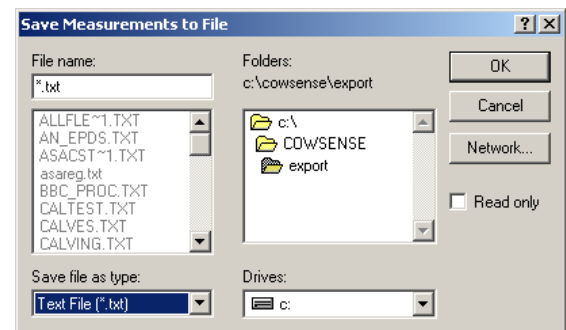 Save Measurements to File
File name:
*.txt
ALLFLE~1.TXT
AN_EPDS.TXT
ASACST~1.TXT
asareg.txt
BBC_PROC.TXT
CALTEST.TXT
CALVES.TXT
CALVING.TXT
Save file as type:
Text File (*.txt)
Folders:
c:\cowsense\export
c:\
COWSENSE
export
Drives:
c:
OK
Cancel
Network...
Read only